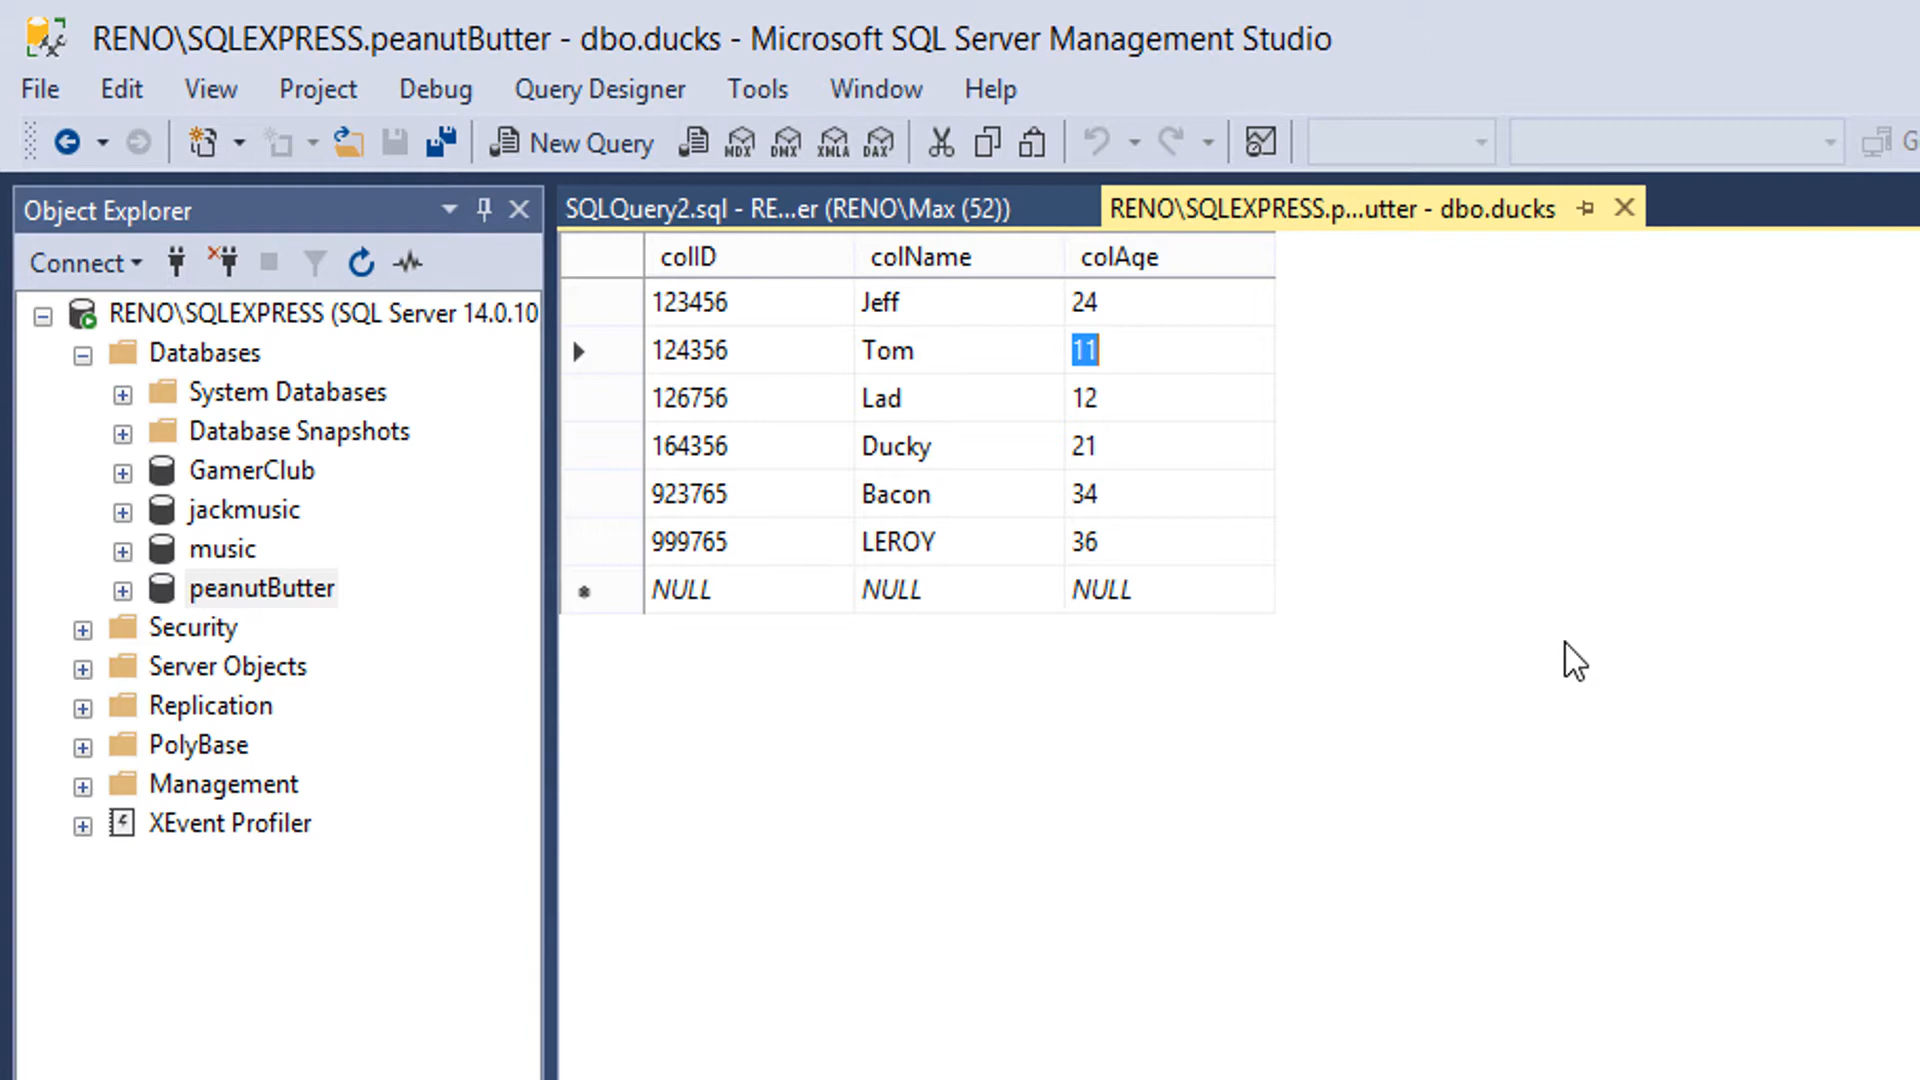 RENO\SQLEXPRESS.peanutButter - dbo.ducks - Microsoft SQL Server Management Studio
File Edit View Project Debug Query Designer Tools Window Help
New Query MDX DMX XMLA DAX G
Object Explorer
Connect
RENO\SQLEXPRESS (SQL Server 14.0.10
Databases
System Databases
Database Snapshots
GamerClub
jackmusic
music
peanutButter
Security
Server Objects
Replication
PolyBase
Management
XEvent Profiler
SQLQuery2.sql - RE...er (RENO\Max (52)) RENO\SQLEXPRESS.p...utter - dbo.ducks
colID colName colAge
123456 Jeff 24
124356 Tom 11
126756 Lad 12
164356 Ducky 21
923765 Bacon 34
999765 LEROY 36
NULL NULL NULL